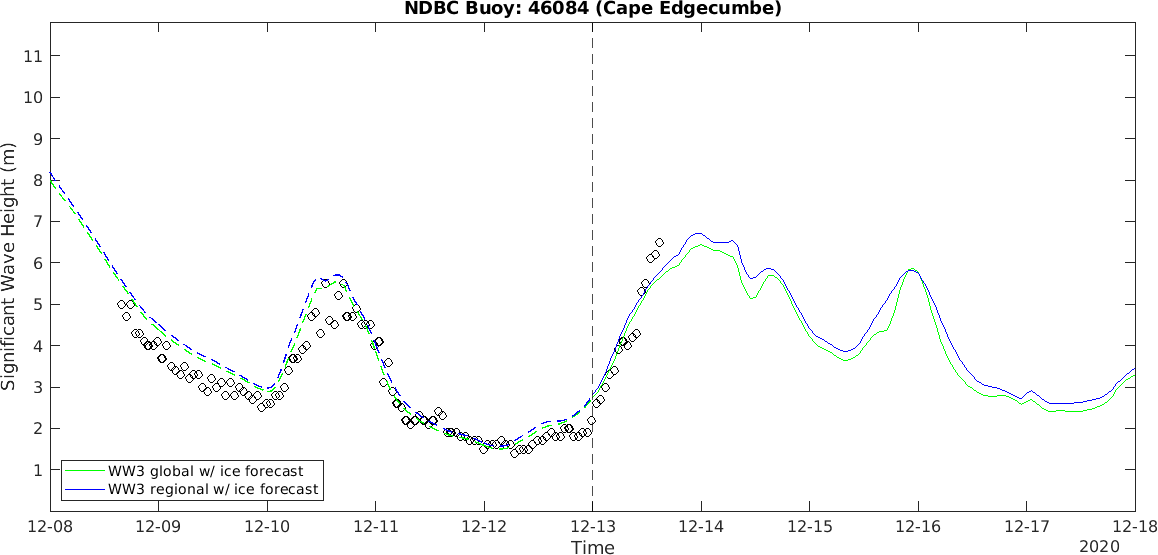 NDBC Buoy: 46084 (Cape Edgecumbe)
11
10
9
8
7
6
5
4
3
2
1
Significant Wave Height (m)
WW3 global w/ ice forecast
WW3 regional w/ ice forecast
12-08 12-09 12-10 12-11 12-12 12-13 12-14 12-15 12-16 12-17 12-18
Time
2020